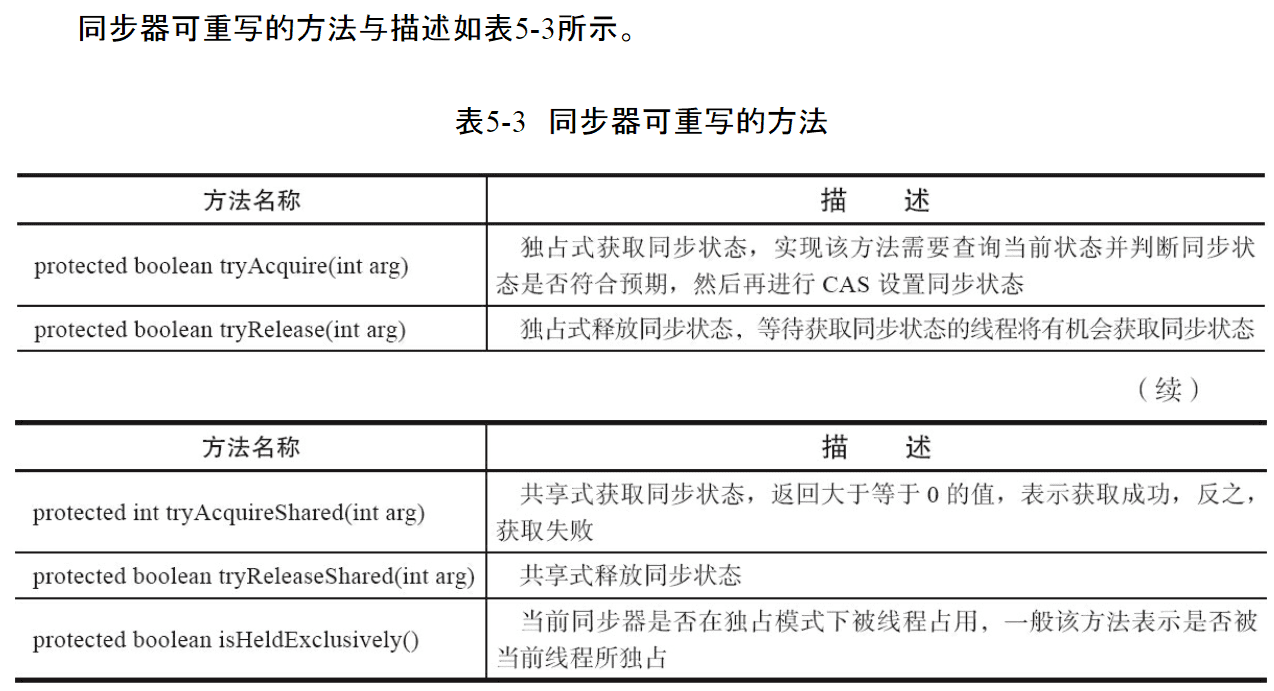 同步器可重写的方法与描述如表5-3所示。
表5-3 同步器可重写的方法
方法名称 描 述
protected boolean tryAcquire(int arg) 独占式获取同步状态，实现该方法需要查询当前状态并判断同步状
态是否符合预期，然后再进行 CAS 设置同步状态
protected boolean tryRelease(int arg) 独占式释放同步状态，等待获取同步状态的线程将有机会获取同步状态
（续）
方法名称 描 述
protected int tryAcquireShared(int arg) 共享式获取同步状态，返回大于等于 0 的值，表示获取成功，反之，
获取失败
protected boolean tryReleaseShared(int arg) 共享式释放同步状态
protected boolean isHeldExclusively() 当前同步器是否在独占模式下被线程占用，一般该方法表示是否被
当前线程所独占